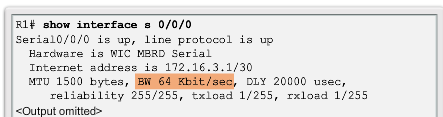 R1# show interface s 0/0/0
Serial0/0/0 is up, line protocol is up
Hardware is WIC MBRD Serial
Internet address is 172.16.3.1/30
MTU 1500 bytes, BW 64 Kbit/sec, DLY 20000 usec,
reliability 255/255, txload 1/255, rxload 1/255
<Output omitted>